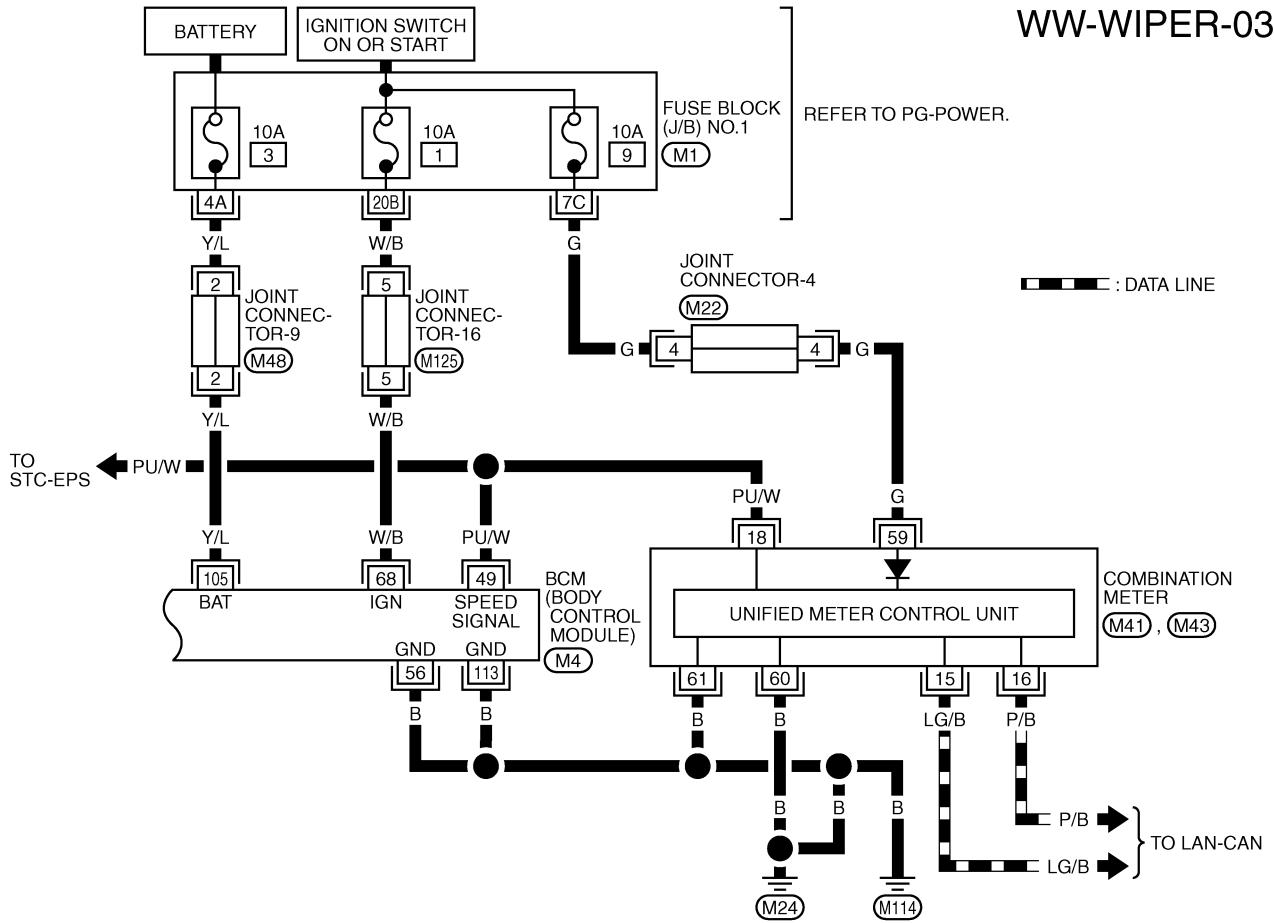 WW-WIPER-03
BATTERY
IGNITION SWITCH
ON OR START
FUSE BLOCK
(J/B) NO.1
M1
REFER TO PG-POWER.
10A
3
10A
1
10A
9
4A
20B
7C
Y/L
W/B
G
2
5
JOINT
CONNEC-
TOR-9
M48
JOINT
CONNEC-
TOR-16
M125
JOINT
CONNECTOR-4
M22
: DATA LINE
G
4
4
G
2
5
Y/L
W/B
TO
STC-EPS
PU/W
PU/W
G
Y/L
W/B
PU/W
18
59
105
68
49
BAT
IGN
SPEED
SIGNAL
BCM
(BODY
CONTROL
MODULE)
M4
UNIFIED METER CONTROL UNIT
COMBINATION
METER
M41 , M43
GND
GND
56
113
61
60
15
16
B
B
B
B
LG/B
P/B
B
B
B
P/B
LG/B
TO LAN-CAN
M24
M114